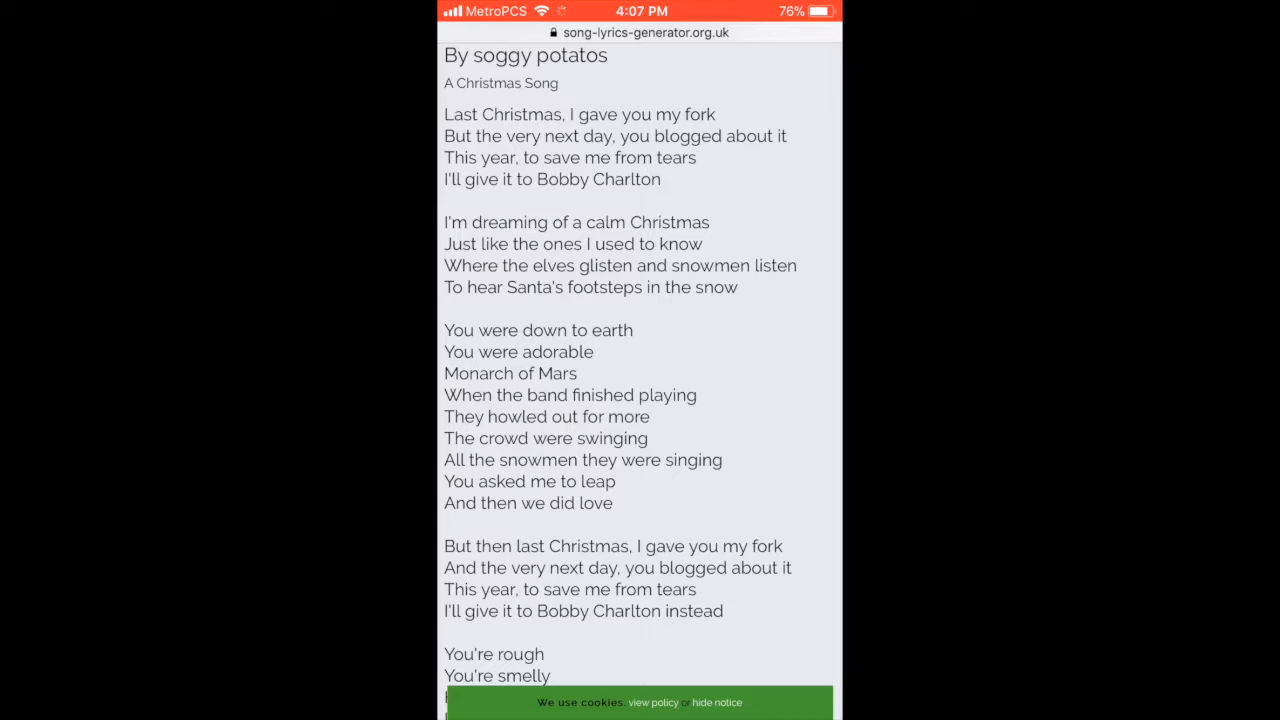 MetroPCS 4:07 PM 76%
song-lyrics-generator.org.uk
By soggy potatos
A Christmas Song
Last Christmas, I gave you my fork
But the very next day, you blogged about it
This year, to save me from tears
I'll give it to Bobby Charlton
I'm dreaming of a calm Christmas
Just like the ones I used to know
Where the elves glisten and snowmen listen
To hear Santa's footsteps in the snow
You were down to earth
You were adorable
Monarch of Mars
When the band finished playing
They howled out for more
The crowd were swinging
All the snowmen they were singing
You asked me to leap
And then we did love
But then last Christmas, I gave you my fork
And the very next day, you blogged about it
This year, to save me from tears
I'll give it to Bobby Charlton instead
You're rough
You're smelly
We use cookies. view policy or hide notice